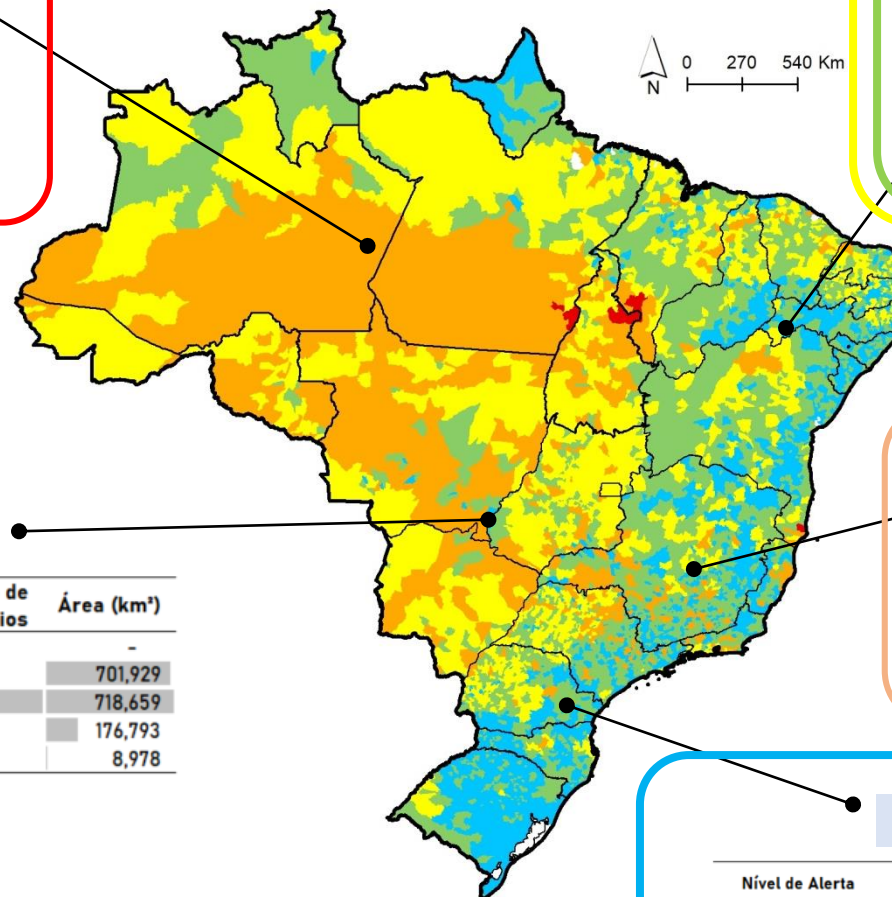 0 270 540 Km
N
de
ios
Área (km²)
-
701,929
718,659
176,793
8,978
Nível de Alerta